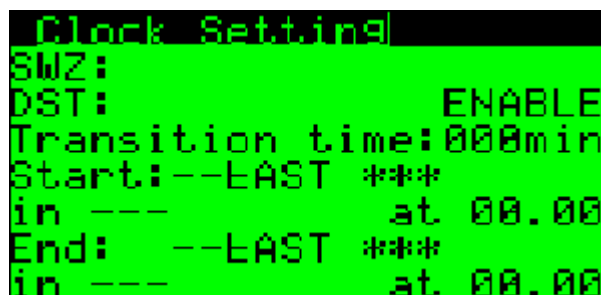 Clock Setting
SWZ:
DST: ENABLE
Transition time:000min
Start:--LAST ***
in --- at 00.00
End: --LAST ***
in --- at 00.00